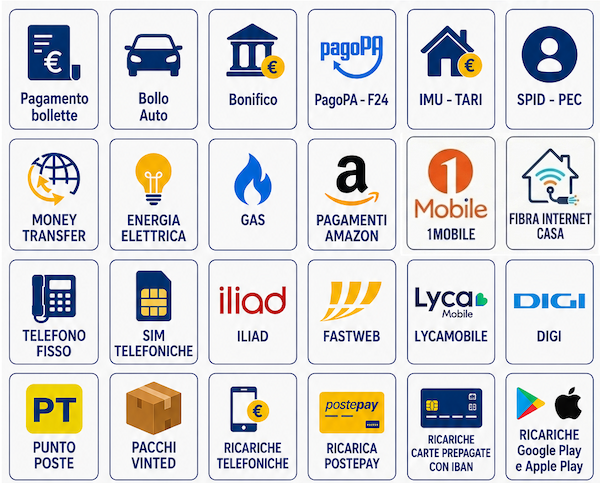 Pagamento
bollette
Bollo
Auto
Bonifico
pagoPA
PagoPA - F24
IMU - TARI
SPID - PEC
MONEY
TRANSFER
ENERGIA
ELETTRICA
GAS
a
PAGAMENTI
AMAZON
1
Mobile
1MOBILE
FIBRA INTERNET
CASA
TELEFONO
FISSO
SIM
TELEFONICHE
iliad
ILIAD
FASTWEB
Lyca
Mobile
LYCAMOBILE
DIGI
DIGI
PT
PUNTO
POSTE
PACCHI
VINTED
€
RICARICHE
TELEFONICHE
postepay
RICARICA
POSTEPAY
RICARICHE
CARTE PREPAGATE
CON IBAN
RICARICHE
Google Play
e Apple Play